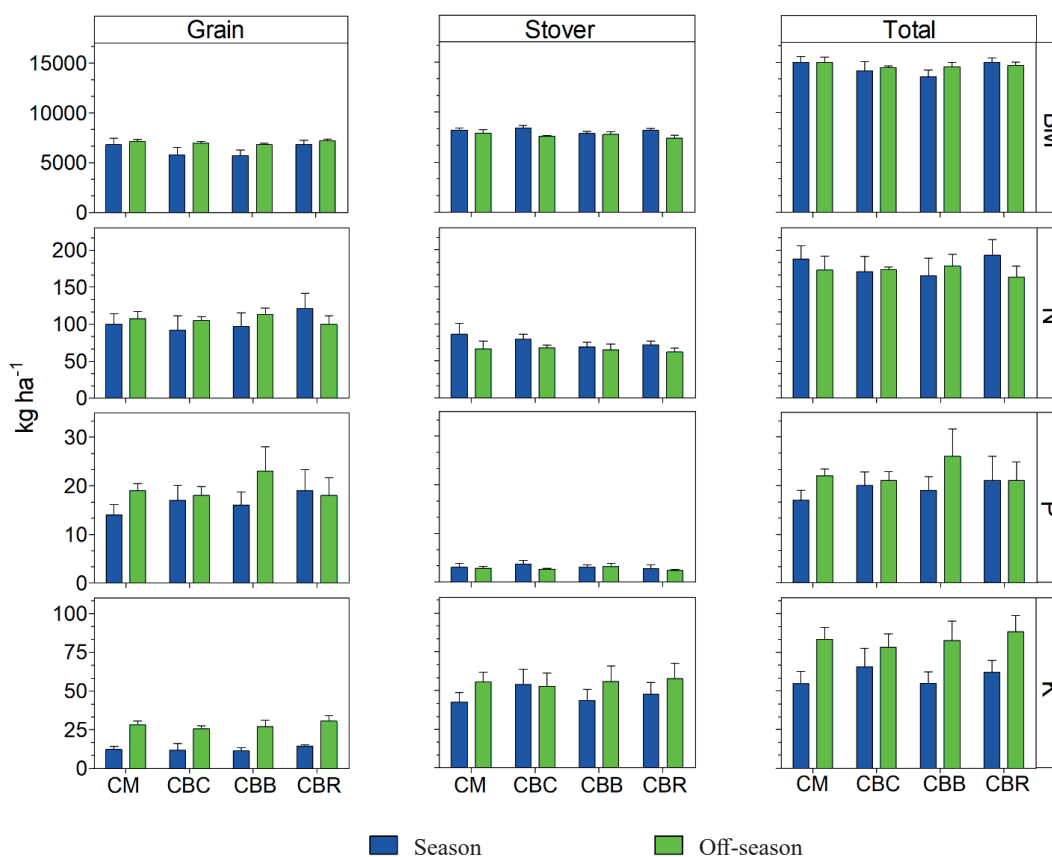 Grain Stover Total
15000
10000
5000
0
200
150
100
50
0
30
20
10
0
100
75
50
25
0
kg ha-1
N
P
K
CM CBC CBB CBR CM CBC CBB CBR CM CBC CBB CBR
Season Off-season